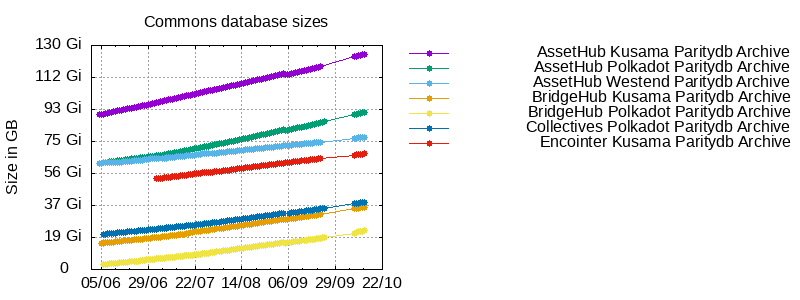 Commons database sizes
130 Gi
112 Gi
93 Gi
75 Gi
56 Gi
37 Gi
19 Gi
0
Size in GB
05/06 29/06 22/07 14/08 06/09 29/09 22/10
AssetHub Kusama Paritydb Archive
AssetHub Polkadot Paritydb Archive
AssetHub Westend Paritydb Archive
BridgeHub Kusama Paritydb Archive
BridgeHub Polkadot Paritydb Archive
Collectives Polkadot Paritydb Archive
Encointer Kusama Paritydb Archive